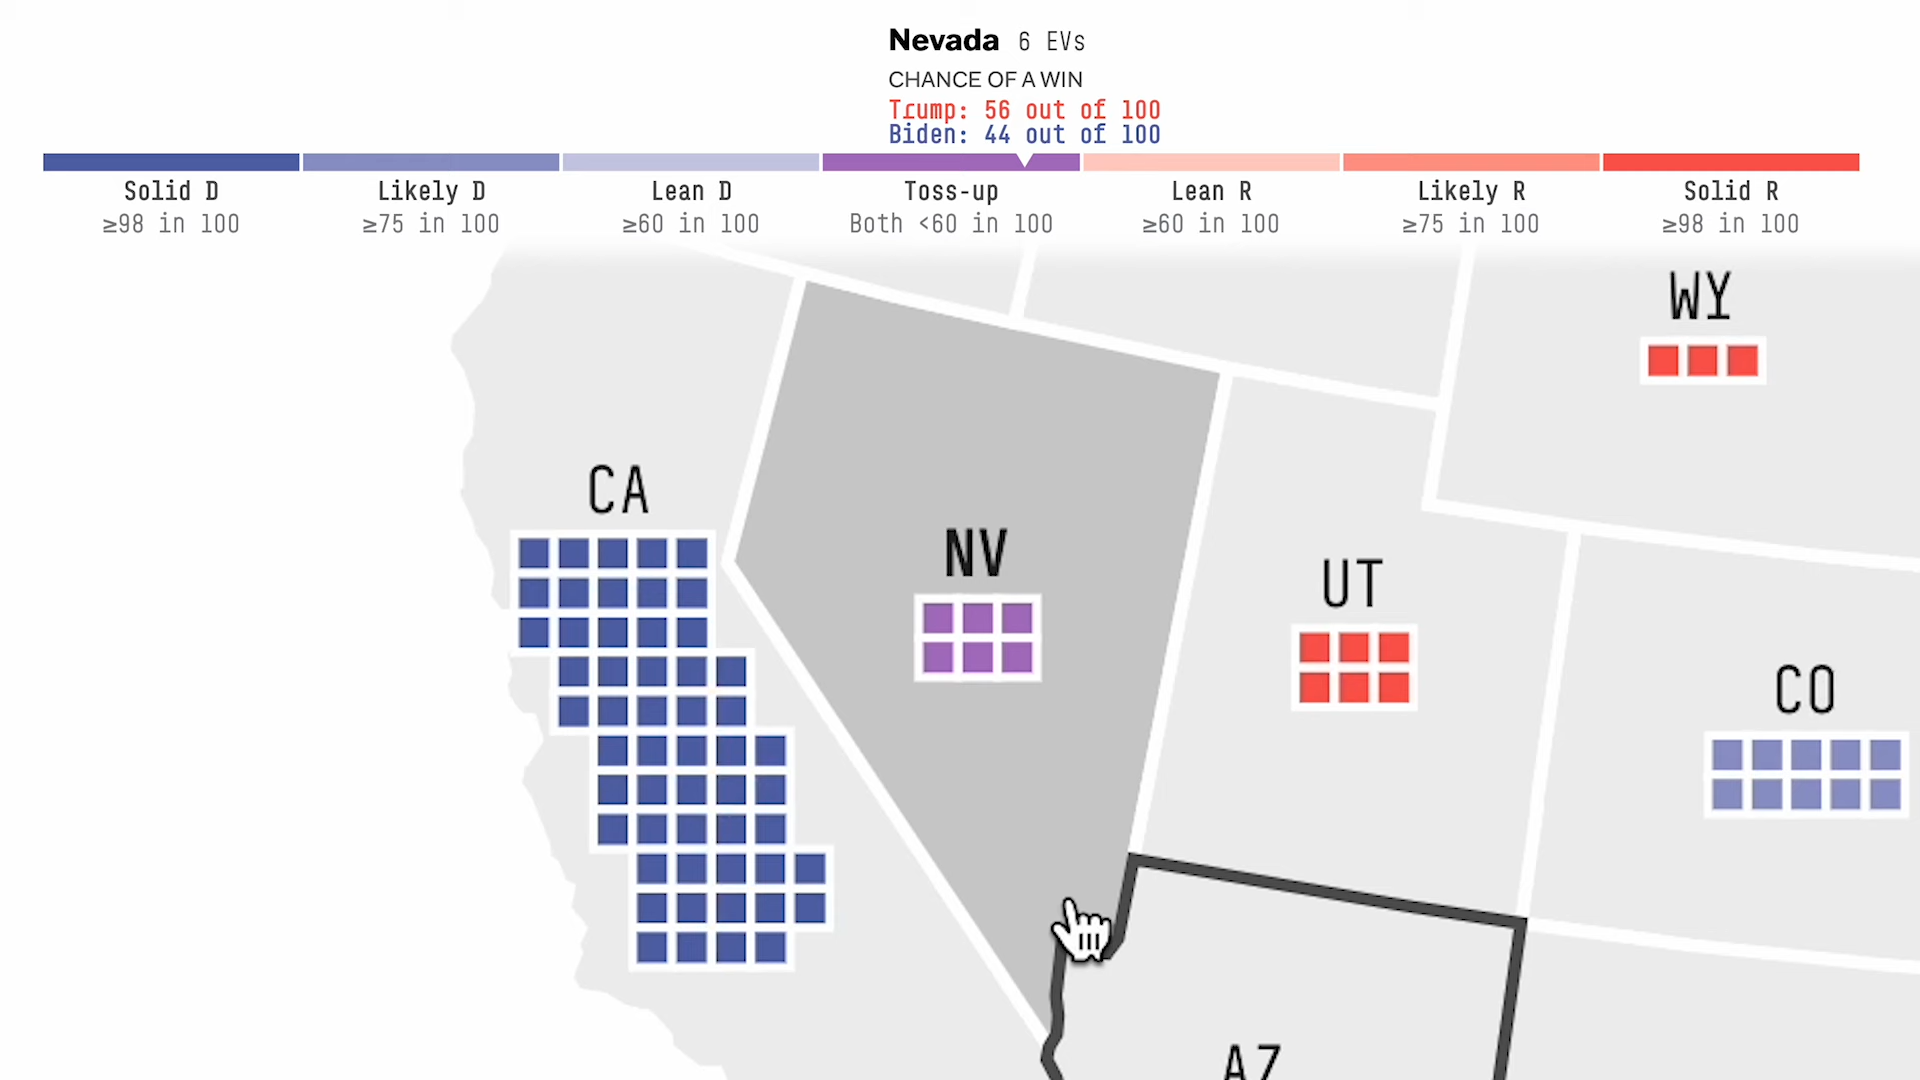 Nevada 6 EVs
CHANCE OF A WIN
Trump: 56 out of 100
Biden: 44 out of 100
Solid D Likely D Lean D Toss-up Lean R Likely R Solid R
≥98 in 100 ≥75 in 100 ≥60 in 100 Both <60 in 100 ≥60 in 100 ≥75 in 100 ≥98 in 100
WY
CA
NV
UT
CO
AZ